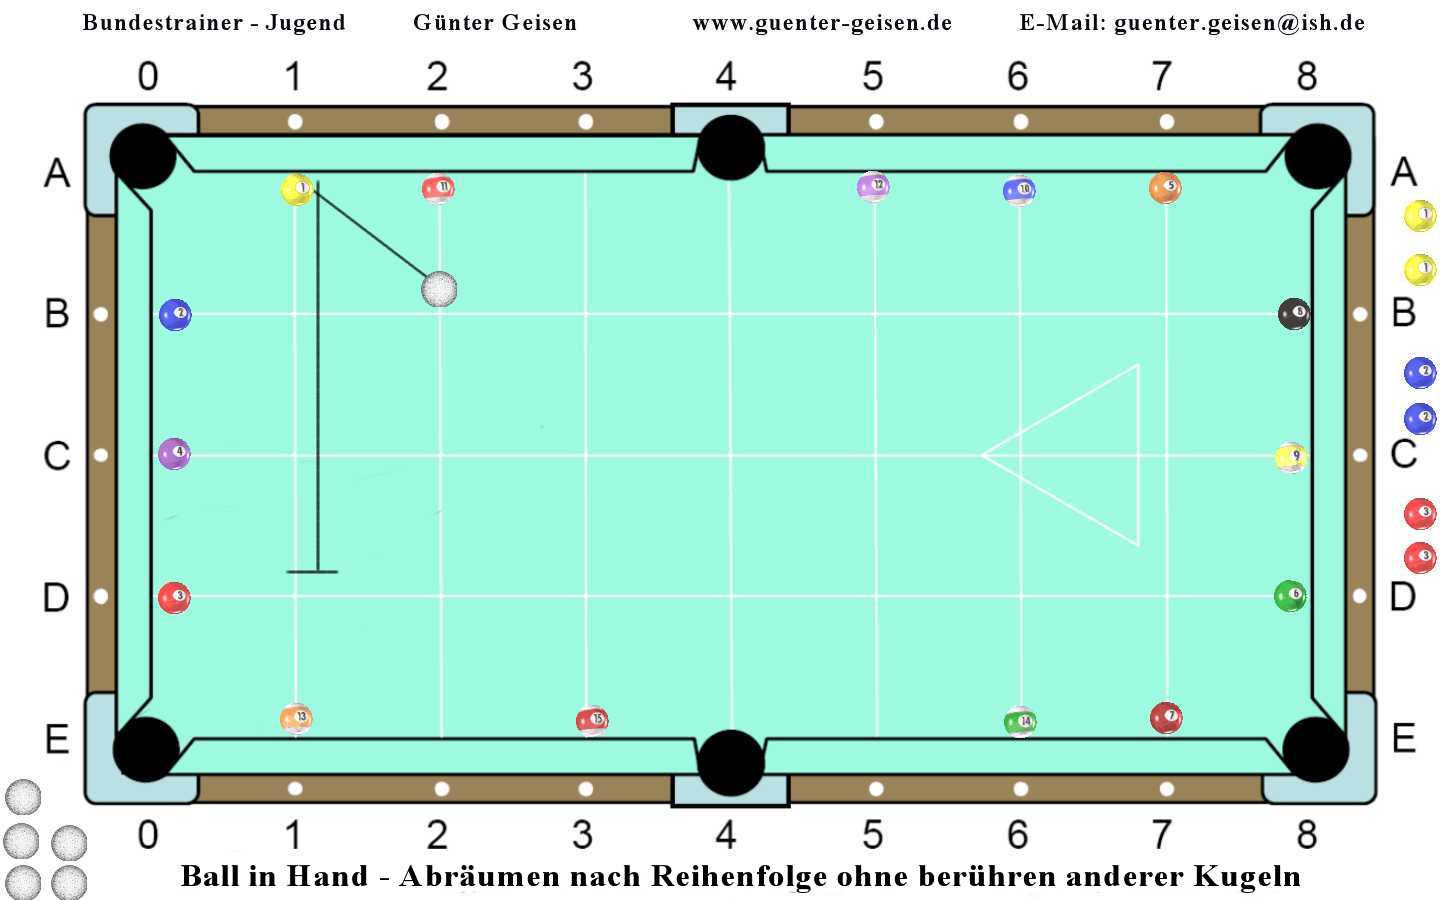 Bundestrainer - Jugend Günter Geisen www.guenter-geisen.de E-Mail: guenter.geisen@ish.de
0 1 2 3 4 5 6 7 8
A A
1 11 12 10 5 1
1
B 2 8 B
2
2
C 4 9 C
3
3
D 3 6 D
13 15 14 7
E E
0 1 2 3 4 5 6 7 8
Ball in Hand - Abräumen nach Reihenfolge ohne berühren anderer Kugeln